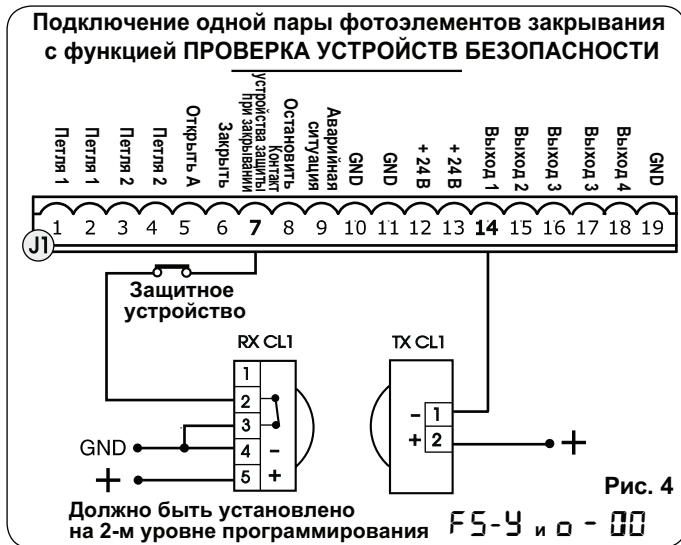 Подключение одной пары фотоэлементов закрывания
с функцией ПРОВЕРКА УСТРОЙСТВ БЕЗОПАСНОСТИ
Петля 1
Петля 1
Петля 2
Петля 2
Открыть А
Закрыть
Контакт
устройства защиты
при закрывании
Остановить
Аварийная
ситуация
GND
GND
+ 24 В
+ 24 В
Выход 1
Выход 2
Выход 3
Выход 3
Выход 4
GND
1 2 3 4 5 6 7 8 9 10 11 12 13 14 15 16 17 18 19
J1
Защитное
устройство
RX CL1
TX CL1
1
2
3
4 –
5 +
GND
+
– 1
+ 2
+
Рис. 4
Должно быть установлено
на 2-м уровне программирования FS-Y и o - 00